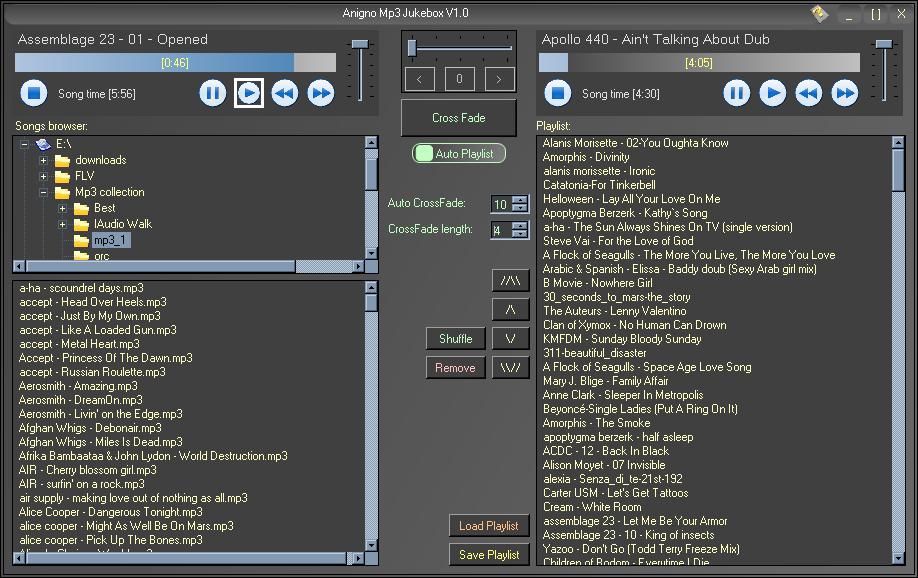 Anigno Mp3 Jukebox V1.0
Assemblage 23 - 01 - Opened
[0:46]
Song time [5:56]
< 0 >
Cross Fade
Auto Playlist
Apollo 440 - Ain't Talking About Dub
[4:05]
Song time [4:30]
Songs browser:
E:\
downloads
FLV
Mp3 collection
Best
IAudio Walk
mp3_1
orc
a-ha - scoundrel days.mp3
accept - Head Over Heels.mp3
accept - Just By My Own.mp3
accept - Like A Loaded Gun.mp3
accept - Metal Heart.mp3
Accept - Princess Of The Dawn.mp3
accept - Russian Roulette.mp3
Aerosmith - Amazing.mp3
Aerosmith - DreamOn.mp3
Aerosmith - Livin' on the Edge.mp3
Afghan Whigs - Debonair.mp3
Afghan Whigs - Miles Is Dead.mp3
Afrika Bambaataa & John Lydon - World Destruction.mp3
AIR - Cherry blossom girl.mp3
AIR - surfin' on a rock.mp3
air supply - making love out of nothing as all.mp3
Alice Cooper - Dangerous Tonight.mp3
alice cooper - Might As Well Be On Mars.mp3
alice cooper - Pick Up The Bones.mp3
Auto CrossFade: 10
CrossFade length: 4
//\\
/\
Shuffle \/
Remove \\//
Load Playlist
Save Playlist
Playlist:
Alanis Morisette - 02-You Oughta Know
Amorphis - Divinity
alanis morissette - Ironic
Catatonia-For Tinkerbell
Helloween - Lay All Your Love On Me
Apoptygma Berzerk - Kathy`s Song
a-ha - The Sun Always Shines On TV (single version)
Steve Vai - For the Love of God
A Flock of Seagulls - The More You Live, The More You Love
Arabic & Spanish - Elissa - Baddy doub (Sexy Arab girl mix)
B Movie - Nowhere Girl
30_seconds_to_mars-the_story
The Auteurs - Lenny Valentino
Clan of Xymox - No Human Can Drown
KMFDM - Sunday Bloody Sunday
311-beautiful_disaster
A Flock of Seagulls - Space Age Love Song
Mary J. Blige - Family Affair
Anne Clark - Sleeper In Metropolis
Beyoncé-Single Ladies (Put A Ring On It)
Amorphis - The Smoke
apoptygma berzerk - half asleep
ACDC - 12 - Back In Black
Alison Moyet - 07 Invisible
alexia - Senza_di_te-21st-192
Carter USM - Let's Get Tattoos
Cream - White Room
assemblage 23 - Let Me Be Your Armor
Assemblage 23 - 10 - King of insects
Yazoo - Don't Go (Todd Terry Freeze Mix)
Children of Bodom - Everytime I Die